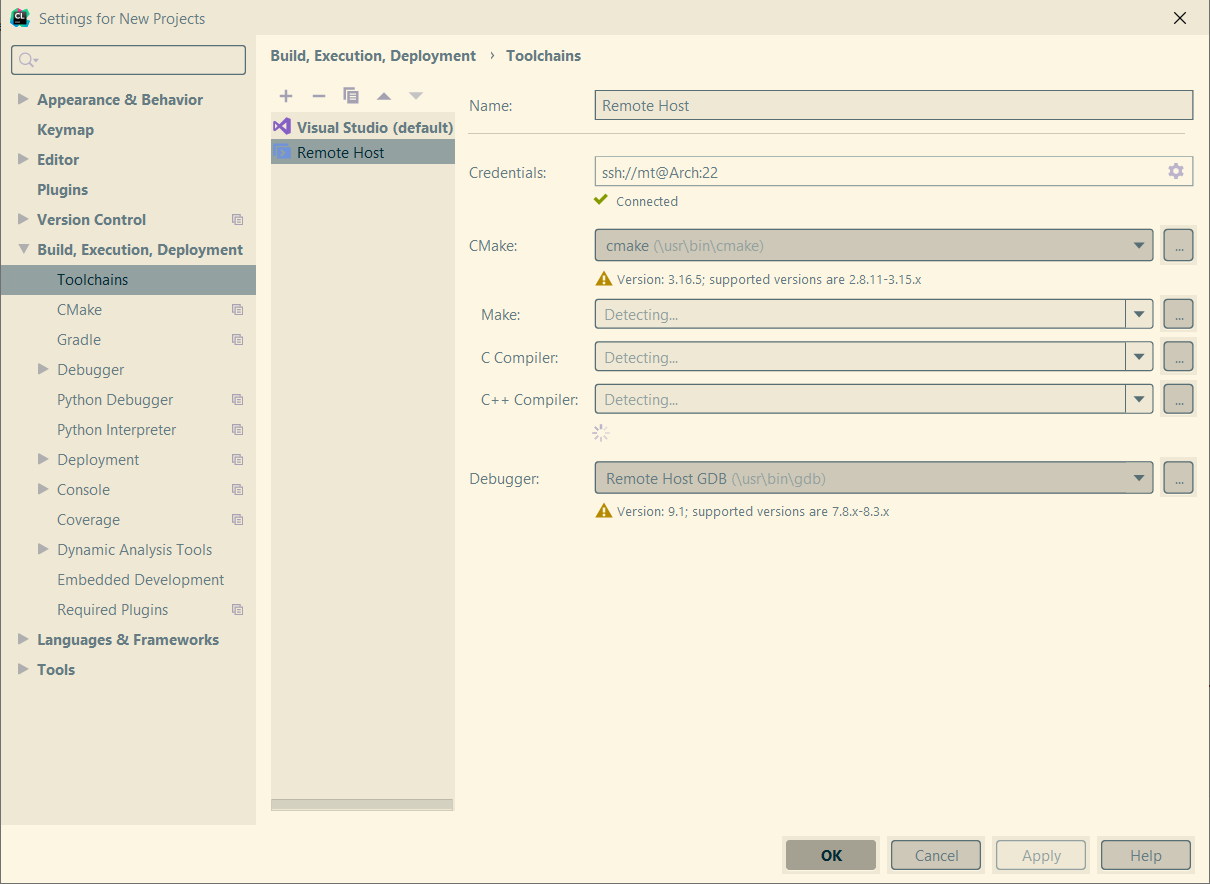 Settings for New Projects
Appearance & Behavior
Keymap
Editor
Plugins
Version Control
Build, Execution, Deployment
Toolchains
CMake
Gradle
Debugger
Python Debugger
Python Interpreter
Deployment
Console
Coverage
Dynamic Analysis Tools
Embedded Development
Required Plugins
Languages & Frameworks
Tools
Build, Execution, Deployment › Toolchains
Visual Studio (default)
Remote Host
Name: Remote Host
Credentials: ssh://mt@Arch:22
Connected
CMake: cmake (\usr\bin\cmake) ...
Version: 3.16.5; supported versions are 2.8.11-3.15.x
Make: Detecting... ...
C Compiler: Detecting... ...
C++ Compiler: Detecting... ...
Debugger: Remote Host GDB (\usr\bin\gdb) ...
Version: 9.1; supported versions are 7.8.x-8.3.x
OK Cancel Apply Help